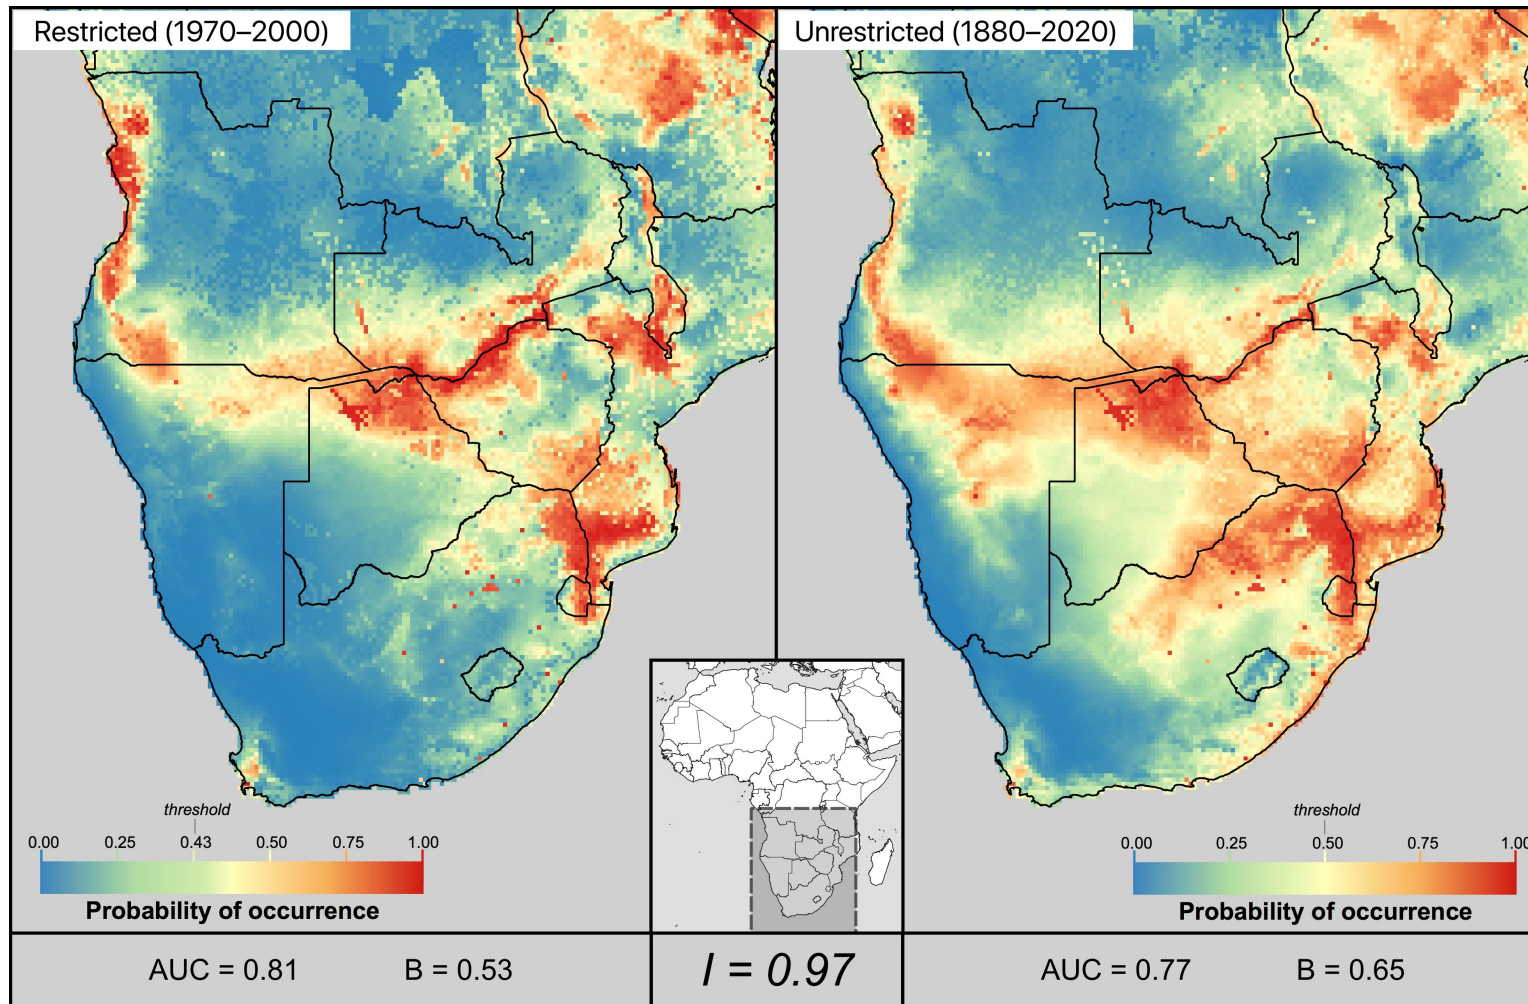 Restricted (1970–2000)
Unrestricted (1880–2020)
threshold
0.00 0.25 0.43 0.50 0.75 1.00
Probability of occurrence
threshold
0.00 0.25 0.50 0.75 1.00
Probability of occurrence
AUC = 0.81 B = 0.53
I = 0.97
AUC = 0.77 B = 0.65